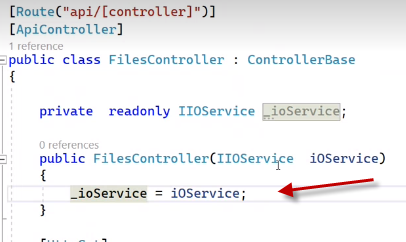 [Route("api/[controller]")]
[ApiController]
1 reference
public class FilesController : ControllerBase
{
private readonly IIOService _ioService;
0 references
public FilesController(IIOService iOService)
{
_ioService = iOService;
}